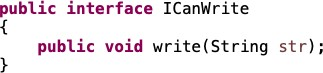 public interface ICanWrite
{
    public void write(String str);
}